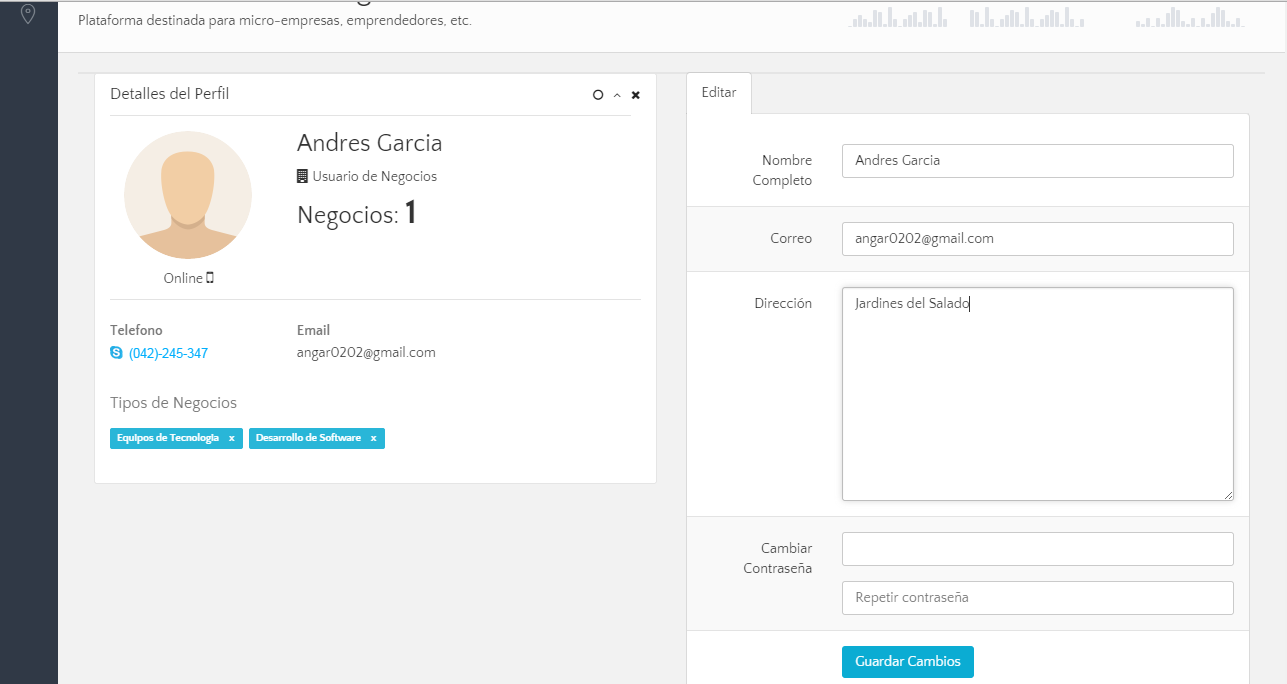 Plataforma destinada para micro-empresas, emprendedores, etc.
Detalles del Perfil
Andres Garcia
Usuario de Negocios
Negocios: 1
Online
Telefono
Email
(042)-245-347
angar0202@gmail.com
Tipos de Negocios
Equipos de Tecnologia x
Desarrollo de Software x
Editar
Nombre
Completo
Andres Garcia
Correo
angar0202@gmail.com
Dirección
Jardines del Salado
Cambiar
Contraseña
Repetir contraseña
Guardar Cambios